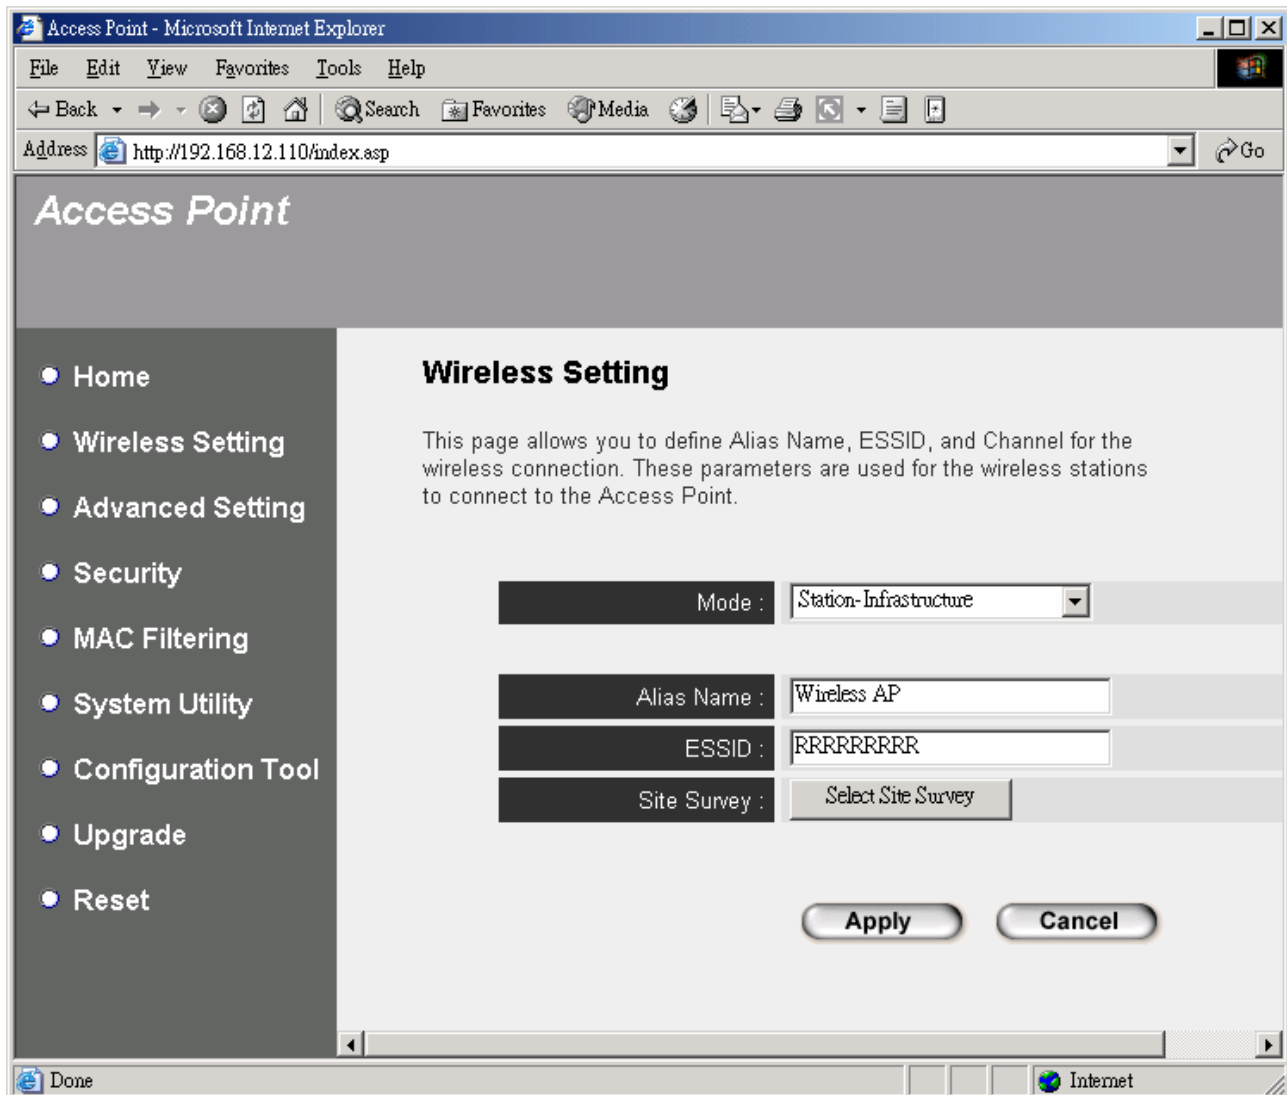 Access Point - Microsoft Internet Explorer
File Edit View Favorites Tools Help
Back Search Favorites Media
Address http://192.168.12.110/index.asp Go
Access Point
Home
Wireless Setting
Advanced Setting
Security
MAC Filtering
System Utility
Configuration Tool
Upgrade
Reset
Wireless Setting
This page allows you to define Alias Name, ESSID, and Channel for the
wireless connection. These parameters are used for the wireless stations
to connect to the Access Point.
Mode : Station-Infrastructure
Alias Name : Wireless AP
ESSID : RRRRRRRRR
Site Survey : Select Site Survey
Apply Cancel
Done Internet